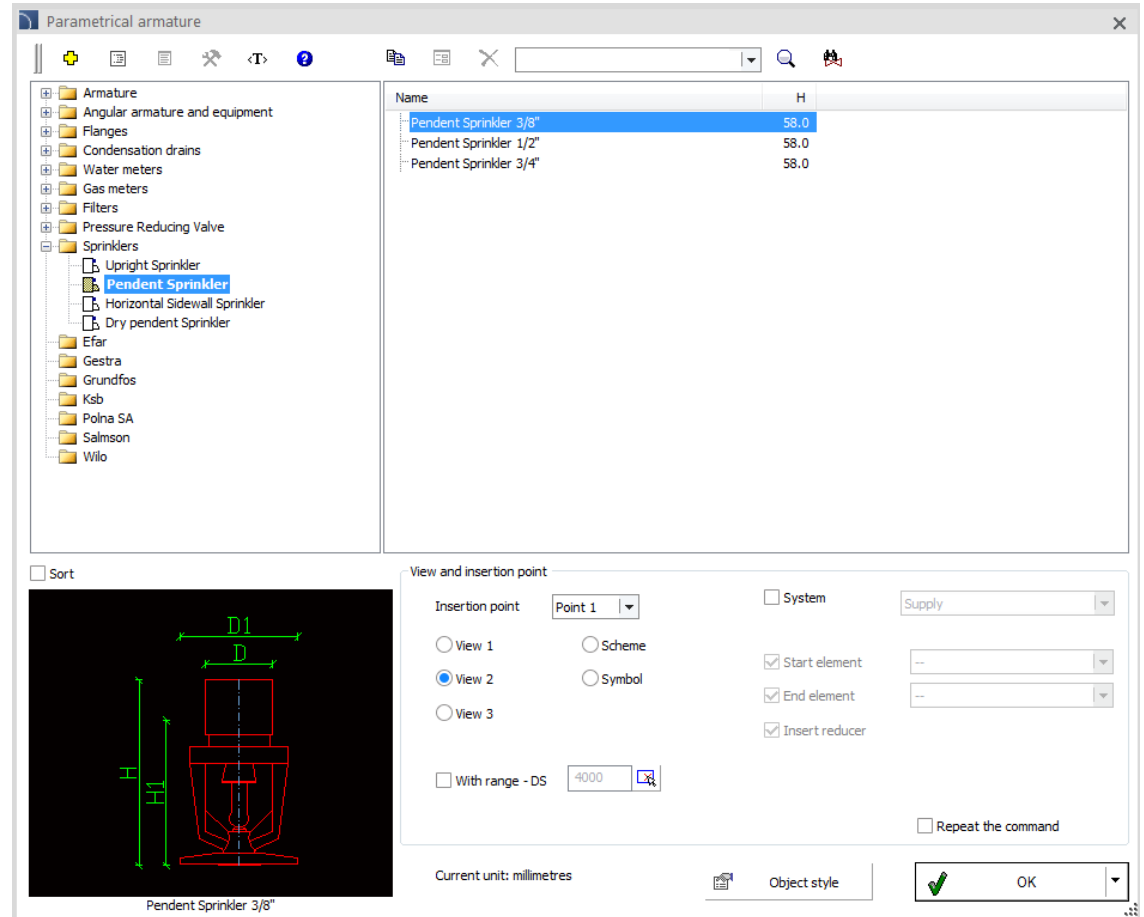 Parametrical armature
<T>
Armature
Angular armature and equipment
Flanges
Condensation drains
Water meters
Gas meters
Filters
Pressure Reducing Valve
Sprinklers
Upright Sprinkler
Pendent Sprinkler
Horizontal Sidewall Sprinkler
Dry pendent Sprinkler
Efar
Gestra
Grundfos
Ksb
Polna SA
Salmson
Wilo
Name H
Pendent Sprinkler 3/8" 58.0
Pendent Sprinkler 1/2" 58.0
Pendent Sprinkler 3/4" 58.0
Sort
D1
D
H
H1
Pendent Sprinkler 3/8"
View and insertion point
Insertion point Point 1
View 1 Scheme
View 2 Symbol
View 3
With range - DS 4000
System Supply
Start element --
End element --
Insert reducer
Repeat the command
Current unit: millimetres
Object style
OK